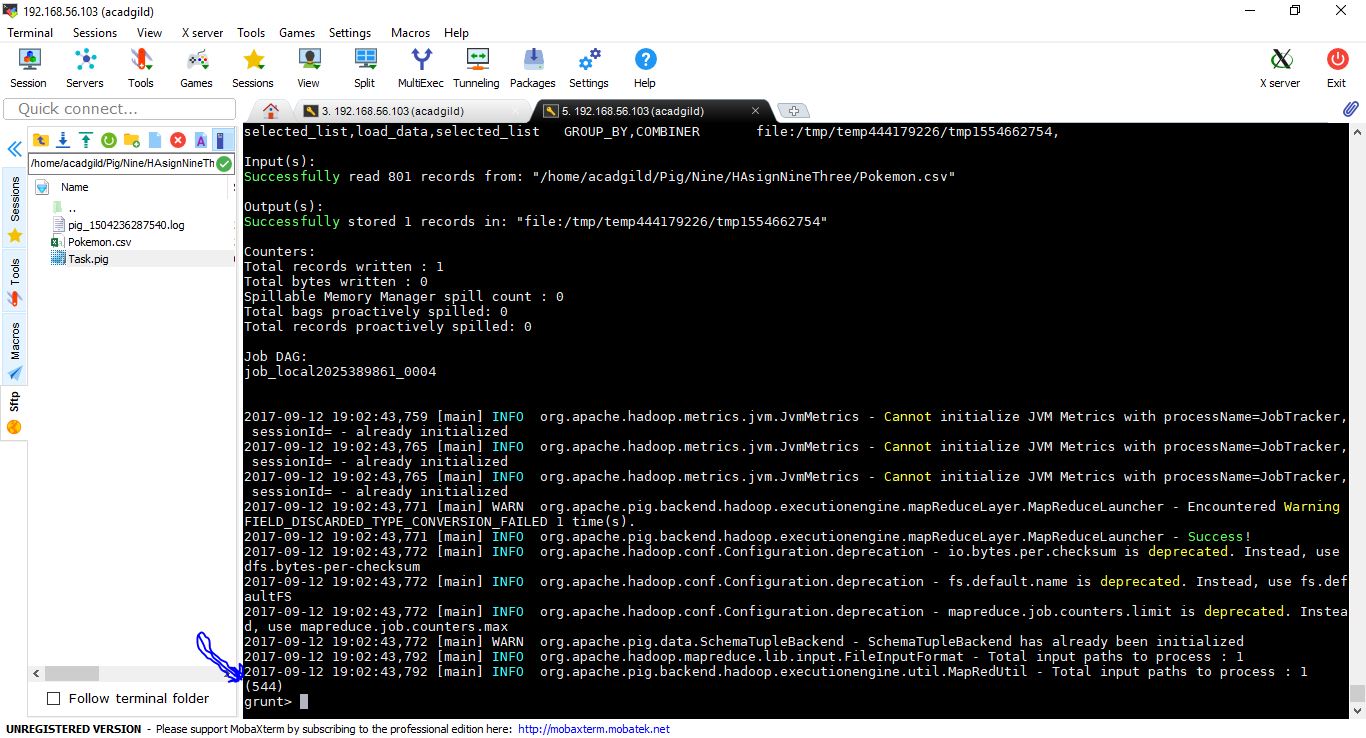 192.168.56.103 (acadgild)
Terminal Sessions View X server Tools Games Settings Macros Help
Session Servers Tools Games Sessions View Split MultiExec Tunneling Packages Settings Help X server Exit
Quick connect...
3. 192.168.56.103 (acadgild)
5. 192.168.56.103 (acadgild)
/home/acadgild/Pig/Nine/HAsignNineTh
Name
..
pig_1504236287540.log
Pokemon.csv
Task.pig
Sessions
Tools
Macros
Sftp
Follow terminal folder
selected_list,load_data,selected_list GROUP_BY,COMBINER file:/tmp/temp444179226/tmp1554662754,
Input(s):
Successfully read 801 records from: "/home/acadgild/Pig/Nine/HAsignNineThree/Pokemon.csv"
Output(s):
Successfully stored 1 records in: "file:/tmp/temp444179226/tmp1554662754"
Counters:
Total records written : 1
Total bytes written : 0
Spillable Memory Manager spill count : 0
Total bags proactively spilled: 0
Total records proactively spilled: 0
Job DAG:
job_local2025389861_0004
2017-09-12 19:02:43,759 [main] INFO org.apache.hadoop.metrics.jvm.JvmMetrics - Cannot initialize JVM Metrics with processName=JobTracker,
sessionId= - already initialized
2017-09-12 19:02:43,765 [main] INFO org.apache.hadoop.metrics.jvm.JvmMetrics - Cannot initialize JVM Metrics with processName=JobTracker,
sessionId= - already initialized
2017-09-12 19:02:43,765 [main] INFO org.apache.hadoop.metrics.jvm.JvmMetrics - Cannot initialize JVM Metrics with processName=JobTracker,
sessionId= - already initialized
2017-09-12 19:02:43,771 [main] WARN org.apache.pig.backend.hadoop.executionengine.mapReduceLayer.MapReduceLauncher - Encountered Warning
FIELD_DISCARDED_TYPE_CONVERSION_FAILED 1 time(s).
2017-09-12 19:02:43,771 [main] INFO org.apache.pig.backend.hadoop.executionengine.mapReduceLayer.MapReduceLauncher - Success!
2017-09-12 19:02:43,772 [main] INFO org.apache.hadoop.conf.Configuration.deprecation - io.bytes.per.checksum is deprecated. Instead, use
dfs.bytes-per-checksum
2017-09-12 19:02:43,772 [main] INFO org.apache.hadoop.conf.Configuration.deprecation - fs.default.name is deprecated. Instead, use fs.def
aultFS
2017-09-12 19:02:43,772 [main] INFO org.apache.hadoop.conf.Configuration.deprecation - mapreduce.job.counters.limit is deprecated. Instea
d, use mapreduce.job.counters.max
2017-09-12 19:02:43,772 [main] WARN org.apache.pig.data.SchemaTupleBackend - SchemaTupleBackend has already been initialized
2017-09-12 19:02:43,792 [main] INFO org.apache.hadoop.mapreduce.lib.input.FileInputFormat - Total input paths to process : 1
2017-09-12 19:02:43,792 [main] INFO org.apache.pig.backend.hadoop.executionengine.util.MapRedUtil - Total input paths to process : 1
(544)
grunt>
UNREGISTERED VERSION - Please support MobaXterm by subscribing to the professional edition here: http://mobaxterm.mobatek.net